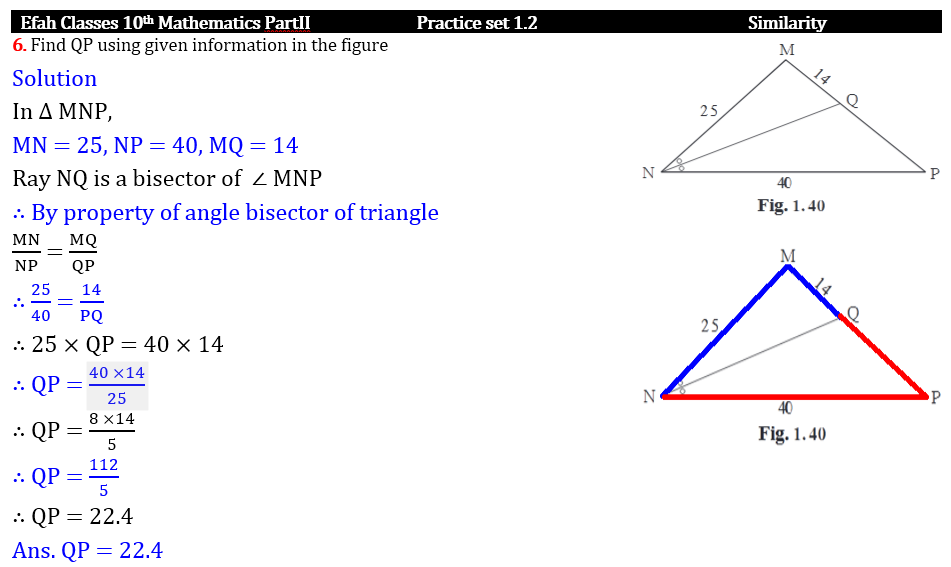 Efah Classes 10th Mathematics PartII Practice set 1.2 Similarity
6. Find QP using given information in the figure
Solution
In Δ MNP,
MN = 25, NP = 40, MQ = 14
Ray NQ is a bisector of ∠ MNP
∴ By property of angle bisector of triangle
MN/NP = MQ/QP
∴ 25/40 = 14/PQ
∴ 25 × QP = 40 × 14
∴ QP = 40 ×14/25
∴ QP = 8 ×14/5
∴ QP = 112/5
∴ QP = 22.4
Ans. QP = 22.4
M
14
Q
25
N
P
40
Fig. 1.40
M
14
Q
25
N
P
40
Fig. 1.40